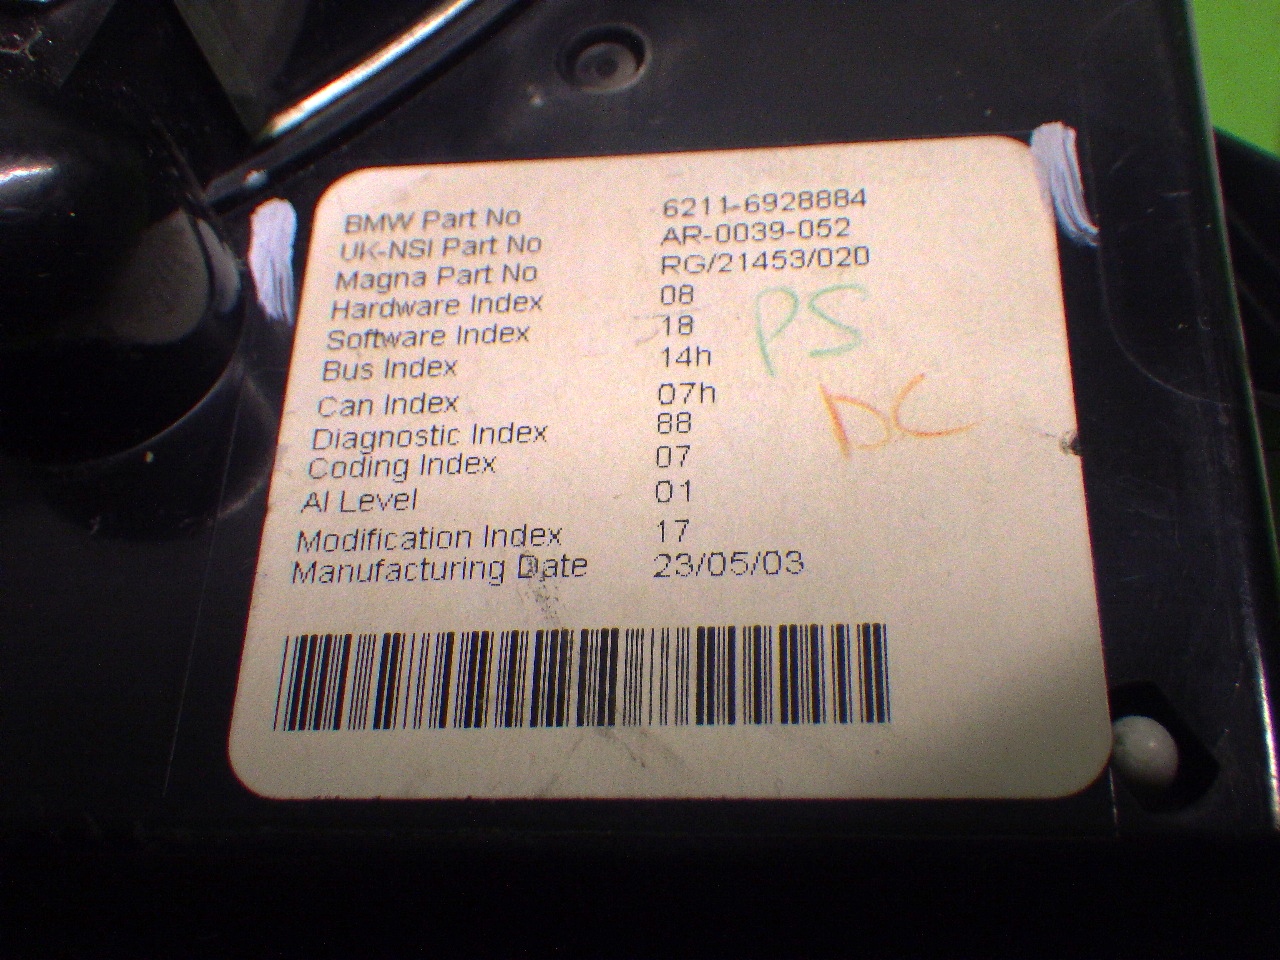 BMW Part No 6211-6928884
UK-NSI Part No AR-0039-052
Magna Part No RG/21453/020
Hardware Index 08
Software Index 18
Bus Index 14h
Can Index 07h
Diagnostic Index 88
Coding Index 07
AI Level 01
Modification Index 17
Manufacturing Date 23/05/03
PS
DC